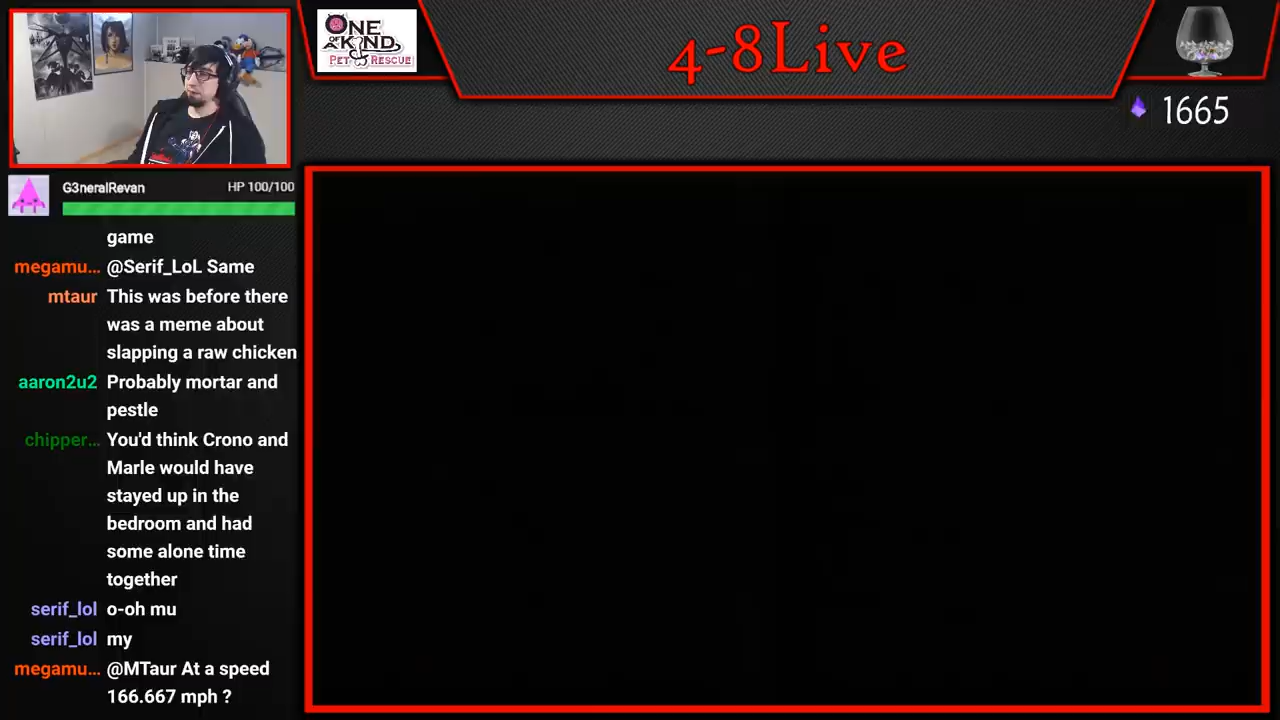 ONE
OF
A KIND
PET RESCUE
4-8Live
1665
G3neralRevan HP 100/100
game
megamu… @Serif_LoL Same
mtaur This was before there
was a meme about
slapping a raw chicken
aaron2u2 Probably mortar and
pestle
chipper… You'd think Crono and
Marle would have
stayed up in the
bedroom and had
some alone time
together
serif_lol o-oh mu
serif_lol my
megamu… @MTaur At a speed
166.667 mph ?